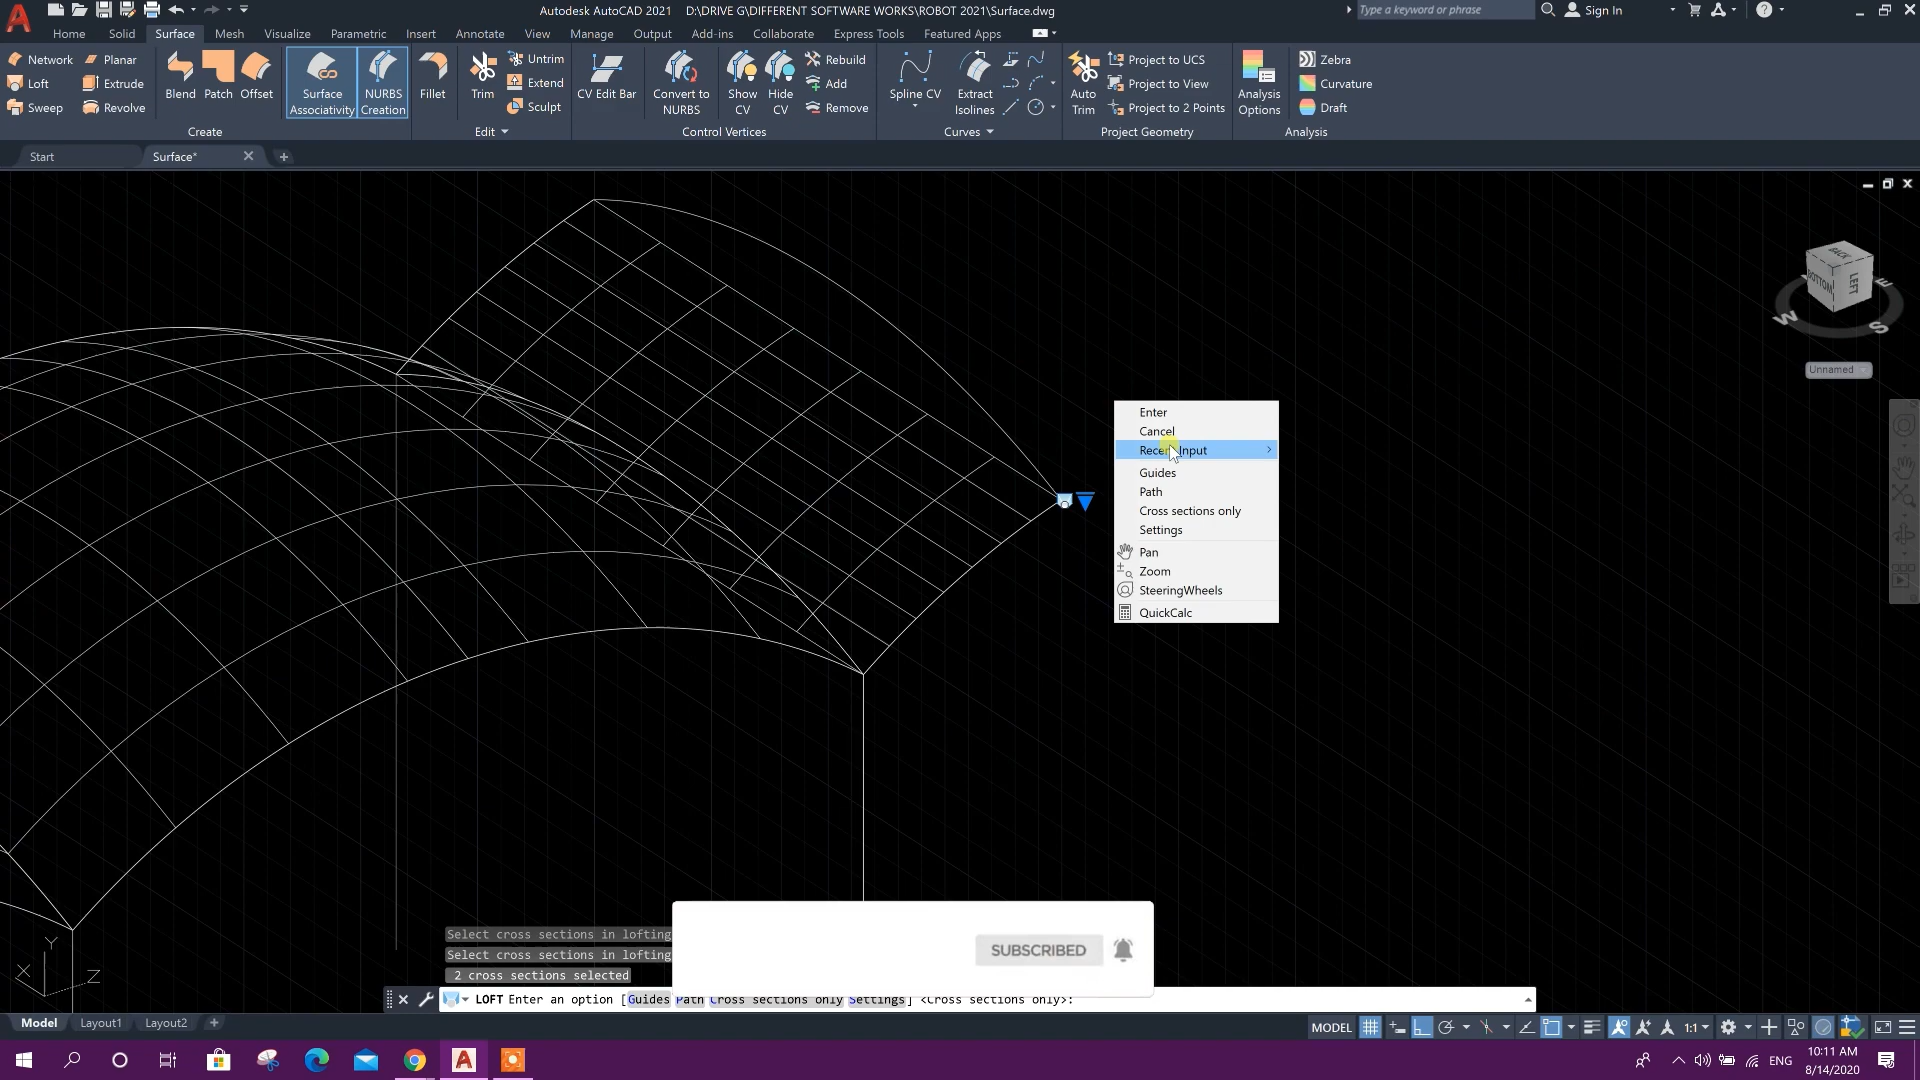 Autodesk AutoCAD 2021 D:\DRIVE G\DIFFERENT SOFTWARE WORKS\ROBOT 2021\Surface.dwg
Type a keyword or phrase
Sign In
Home Solid Surface Mesh Visualize Parametric Insert Annotate View Manage Output Add-ins Collaborate Express Tools Featured Apps
Network
Loft
Sweep
Planar
Extrude
Revolve
Blend
Patch
Offset
Create
Surface
Associativity
NURBS
Creation
Fillet
Trim
Untrim
Extend
Sculpt
Edit
CV Edit Bar
Convert to
NURBS
Show
CV
Hide
CV
Rebuild
Add
Remove
Control Vertices
Spline CV
Extract
Isolines
Curves
Auto
Trim
Project to UCS
Project to View
Project to 2 Points
Project Geometry
Analysis
Options
Zebra
Curvature
Draft
Analysis
Start
Surface*
BACK
BOTTOM
LEFT
E
W
S
Unnamed
Enter
Cancel
Guides
Path
Cross sections only
Settings
Pan
Zoom
SteeringWheels
QuickCalc
Y
X
Z
Select cross sections in lofting
Select cross sections in lofting
2 cross sections selected
SUBSCRIBED
LOFT Enter an option [Guides Path Cross sections only Settings] <Cross sections only>:
Model
Layout1
Layout2
MODEL
1:1
ENG
10:11 AM
8/14/2020